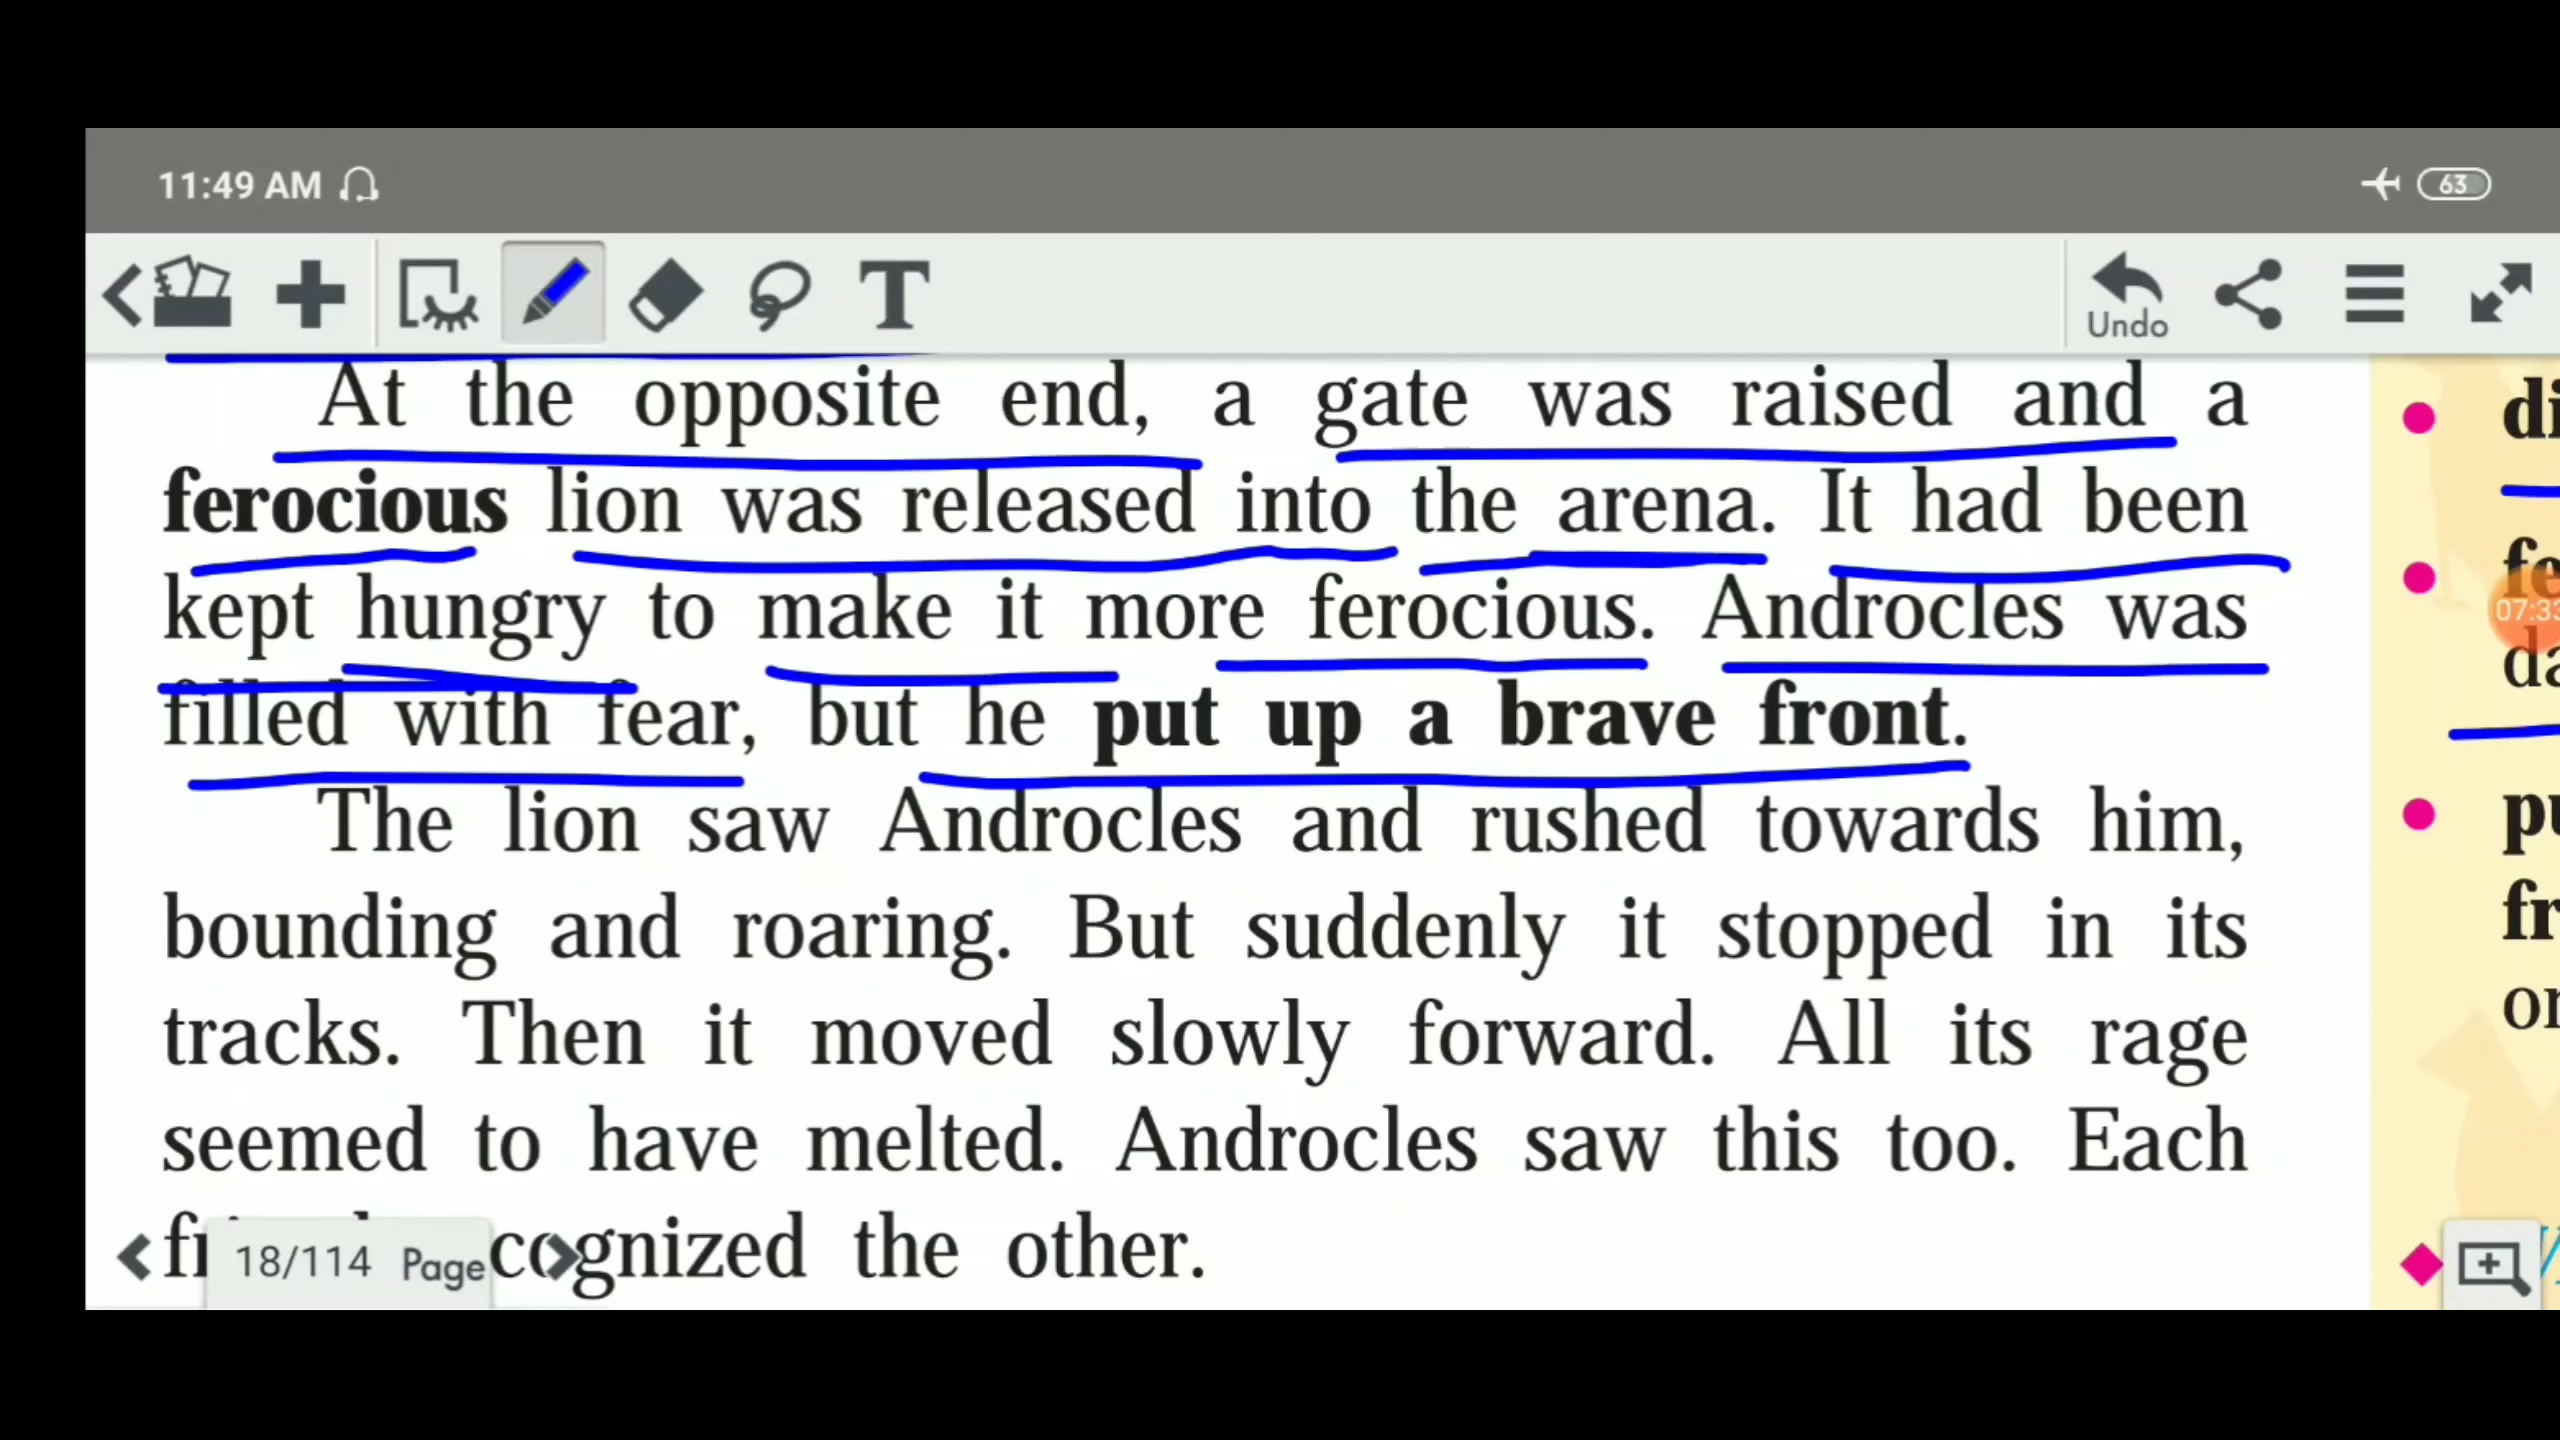 11:49 AM
63
T
Undo
At the opposite end, a gate was raised and a
ferocious lion was released into the arena. It had been
kept hungry to make it more ferocious. Androcles was
filled with fear, but he put up a brave front.
The lion saw Androcles and rushed towards him,
bounding and roaring. But suddenly it stopped in its
tracks. Then it moved slowly forward. All its rage
seemed to have melted. Androcles saw this too. Each
the other.
18/114 Page
07:33